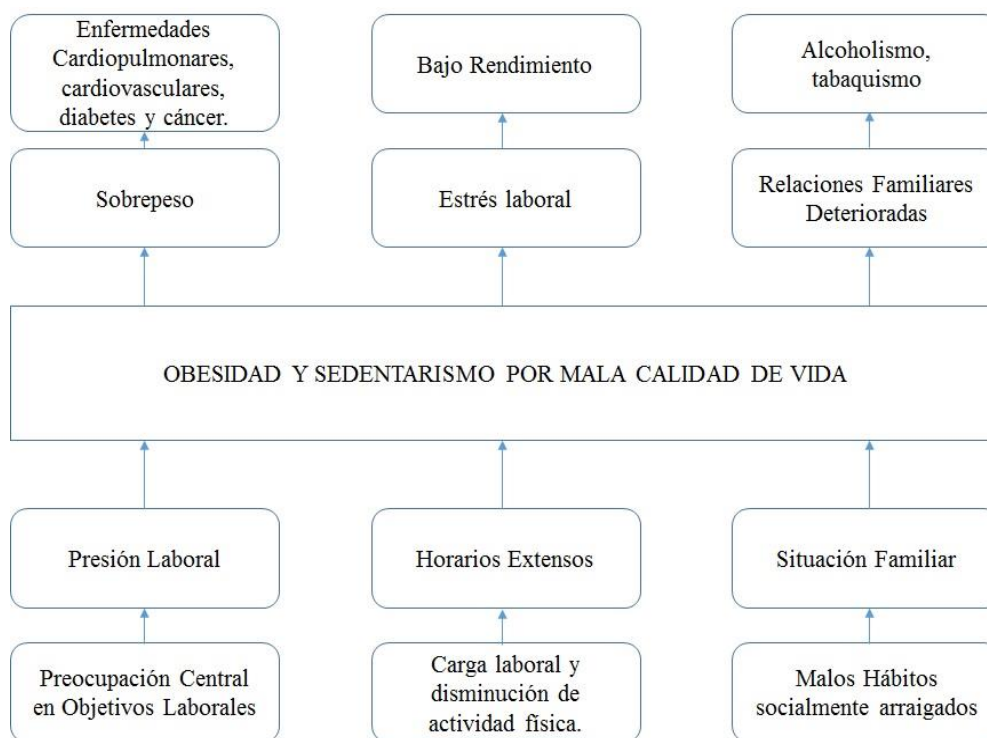 Enfermedades
Cardiopulmonares,
cardiovasculares,
diabetes y cáncer.
Bajo Rendimiento
Alcoholismo,
tabaquismo
Sobrepeso
Estrés laboral
Relaciones Familiares
Deterioradas
OBESIDAD Y SEDENTARISMO POR MALA CALIDAD DE VIDA
Presión Laboral
Horarios Extensos
Situación Familiar
Preocupación Central
en Objetivos Laborales
Carga laboral y
disminución de
actividad física.
Malos Hábitos
socialmente arraigados